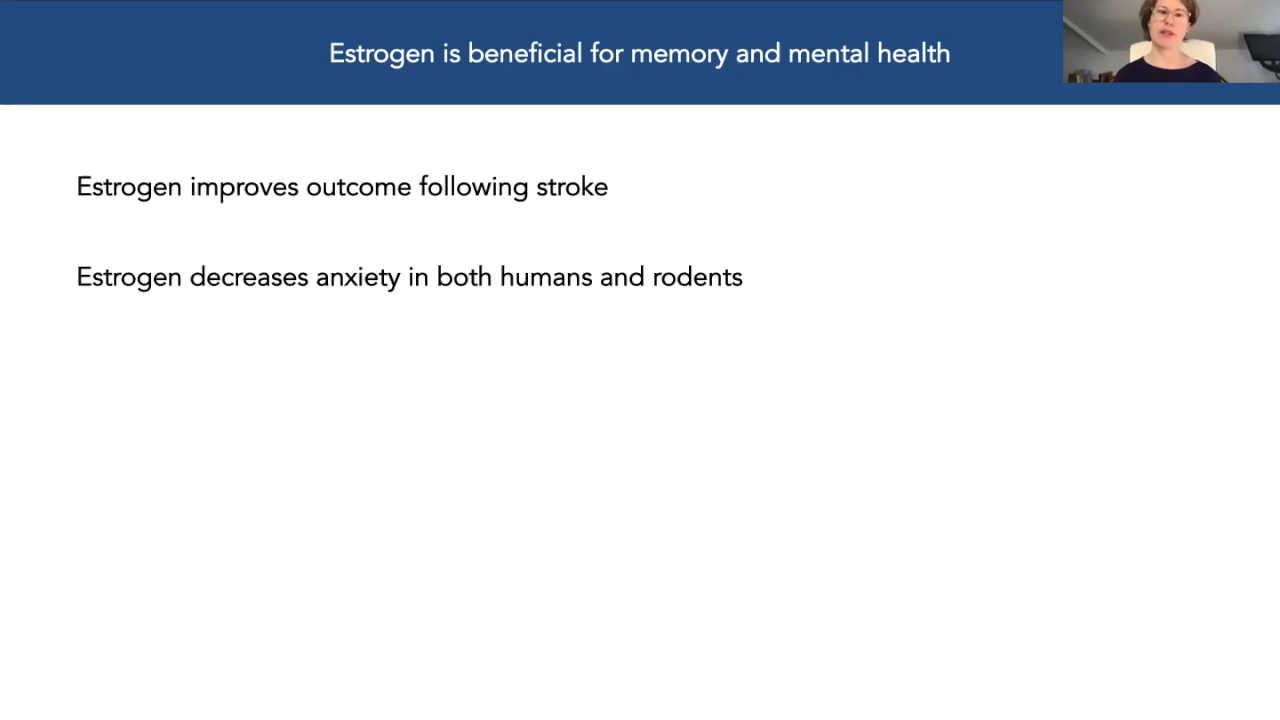 Estrogen is beneficial for memory and mental health
Estrogen improves outcome following stroke
Estrogen decreases anxiety in both humans and rodents